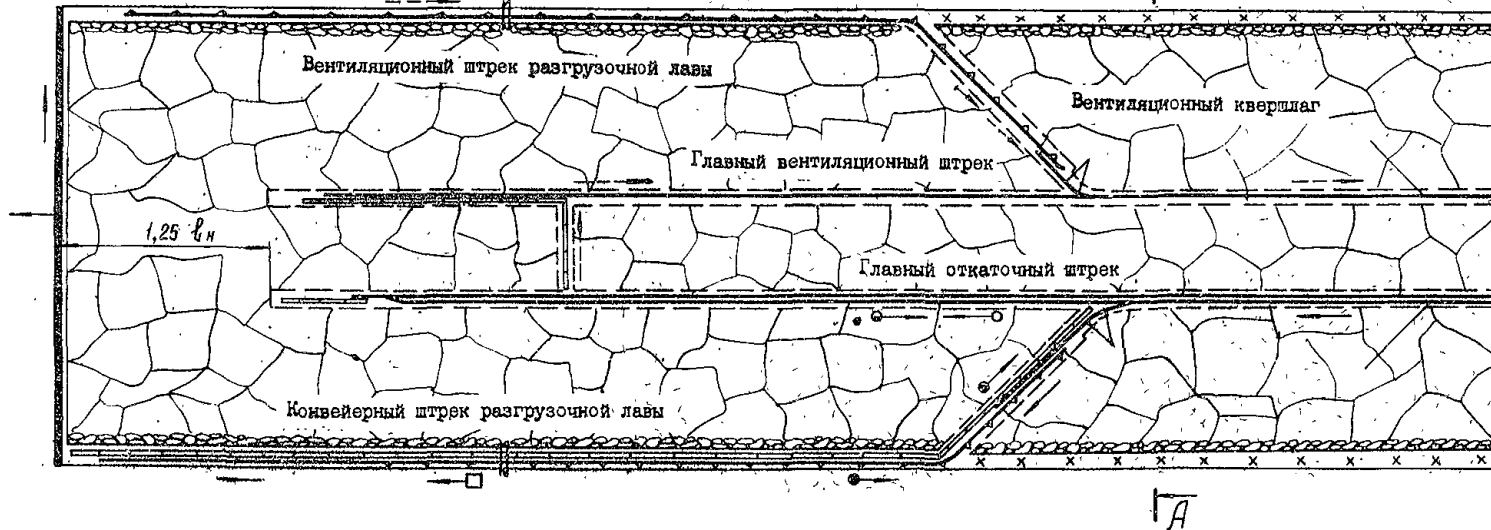 Вентиляционный штрек разгрузочной лавы
Вентиляционный квершлаг
Главный вентиляционный штрек
1,25 ℓн
Главный откаточный штрек
Конвейерный штрек разгрузочной лавы
А